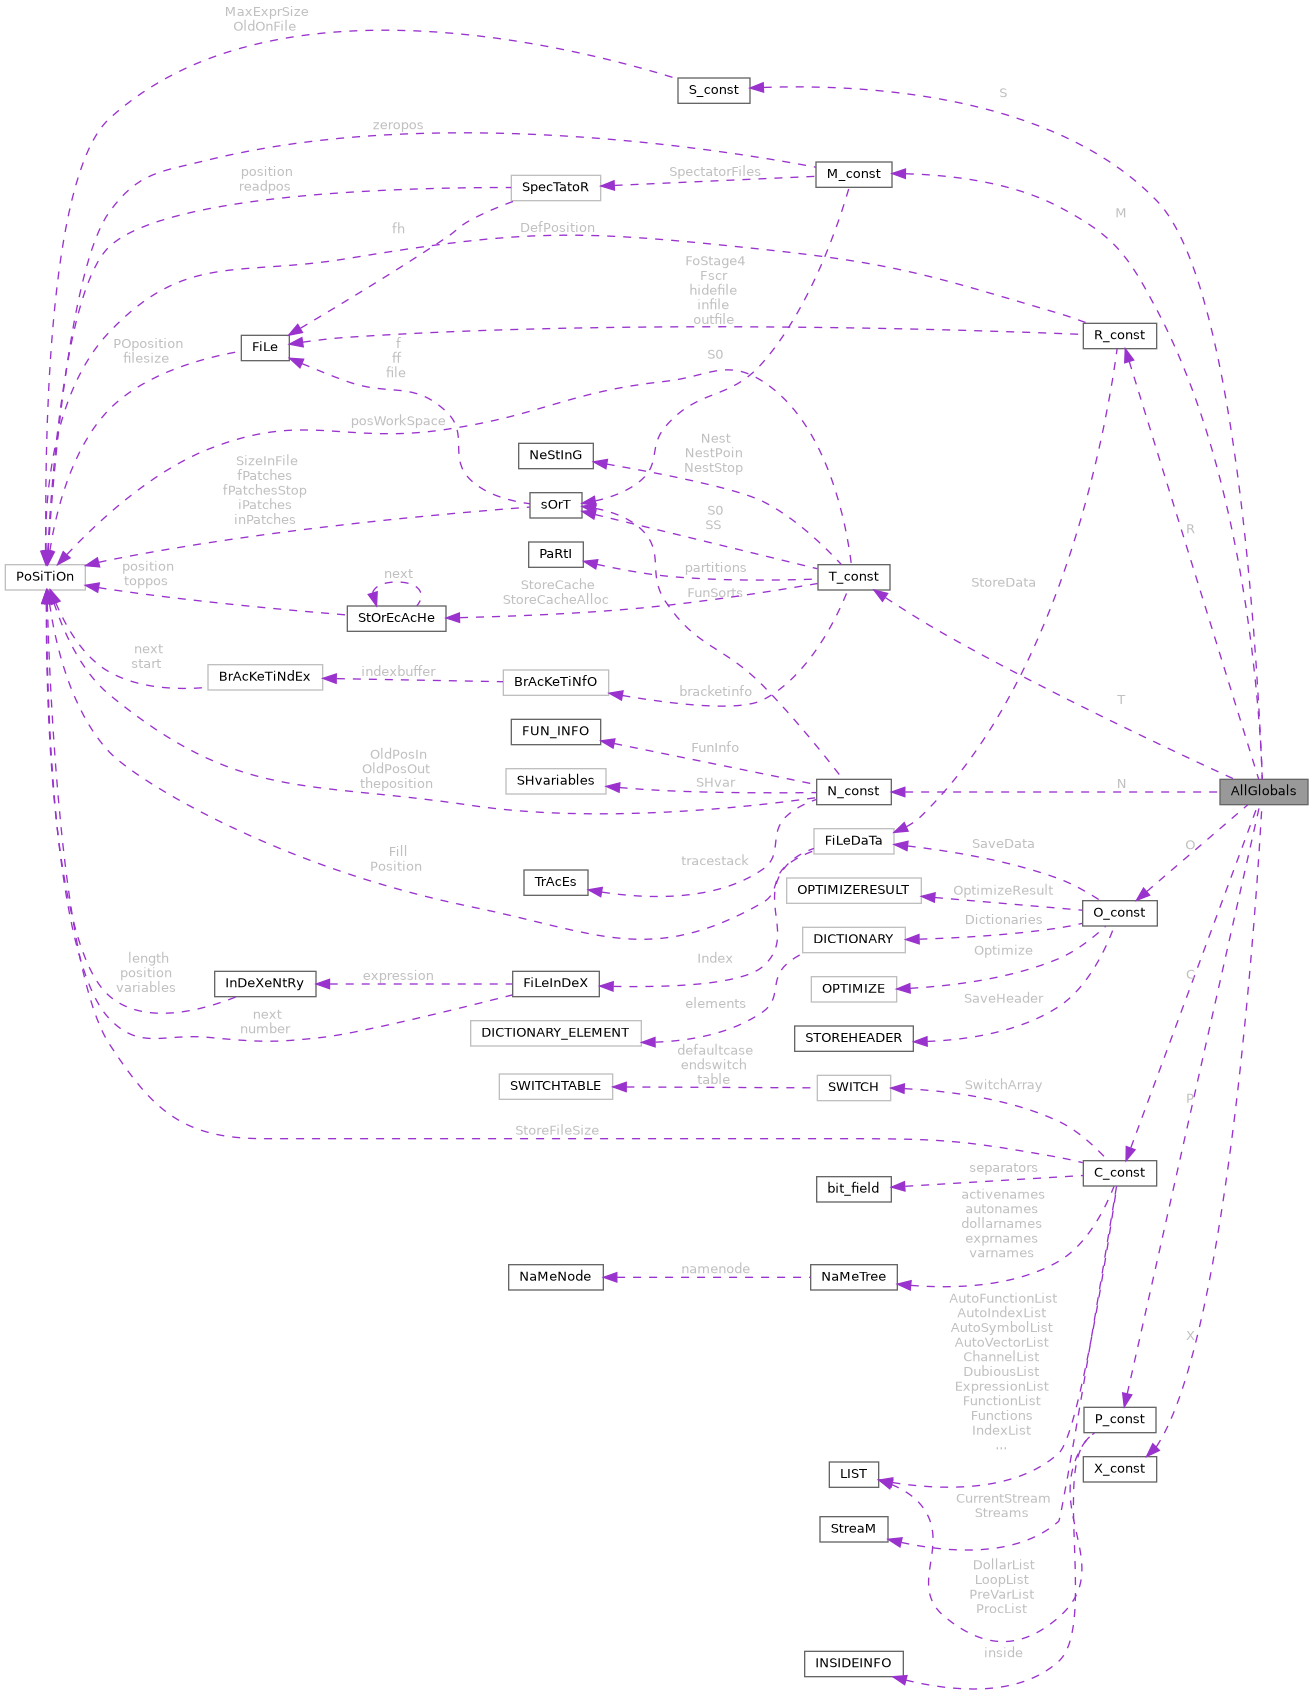 MaxExprSize
OldOnFile
S_const
S
zeropos
position
readpos
SpecTatoR
SpectatorFiles
M_const
M
fh
DefPosition
FoStage4
Fscr
hidefile
infile
outfile
R_const
POposition
filesize
FiLe
f
ff
file
S0
posWorkSpace
Nest
NestPoin
NestStop
NeStInG
SizeInFile
fPatches
fPatchesStop
iPatches
inPatches
sOrT
S0
SS
R
PaRtI
partitions
T_const
PoSiTiOn
position
toppos
next
StoreCache
StoreCacheAlloc
FunSorts
StoreData
StOrEcAcHe
next
start
BrAcKeTiNdEx
indexbuffer
BrAcKeTiNfO
bracketinfo
T
FUN_INFO
FunInfo
OldPosIn
OldPosOut
theposition
SHvariables
SHvar
N_const
N
AllGlobals
Fill
Position
tracestack
FiLeDaTa
SaveData
O
TrAcEs
OPTIMIZERESULT
OptimizeResult
O_const
Dictionaries
DICTIONARY
Optimize
length
position
variables
InDeXeNtRy
expression
FiLeInDeX
Index
OPTIMIZE
C
elements
SaveHeader
next
number
DICTIONARY_ELEMENT
STOREHEADER
defaultcase
endswitch
table
SWITCHTABLE
SWITCH
SwitchArray
P
StoreFileSize
separators
C_const
bit_field
activenames
autonames
dollarnames
exprnames
varnames
NaMeNode
namenode
NaMeTree
AutoFunctionList
AutoIndexList
AutoSymbolList
AutoVectorList
ChannelList
DubiousList
ExpressionList
FunctionList
Functions
IndexList
...
X
P_const
X_const
LIST
CurrentStream
Streams
StreaM
DollarList
LoopList
PreVarList
ProcList
inside
INSIDEINFO